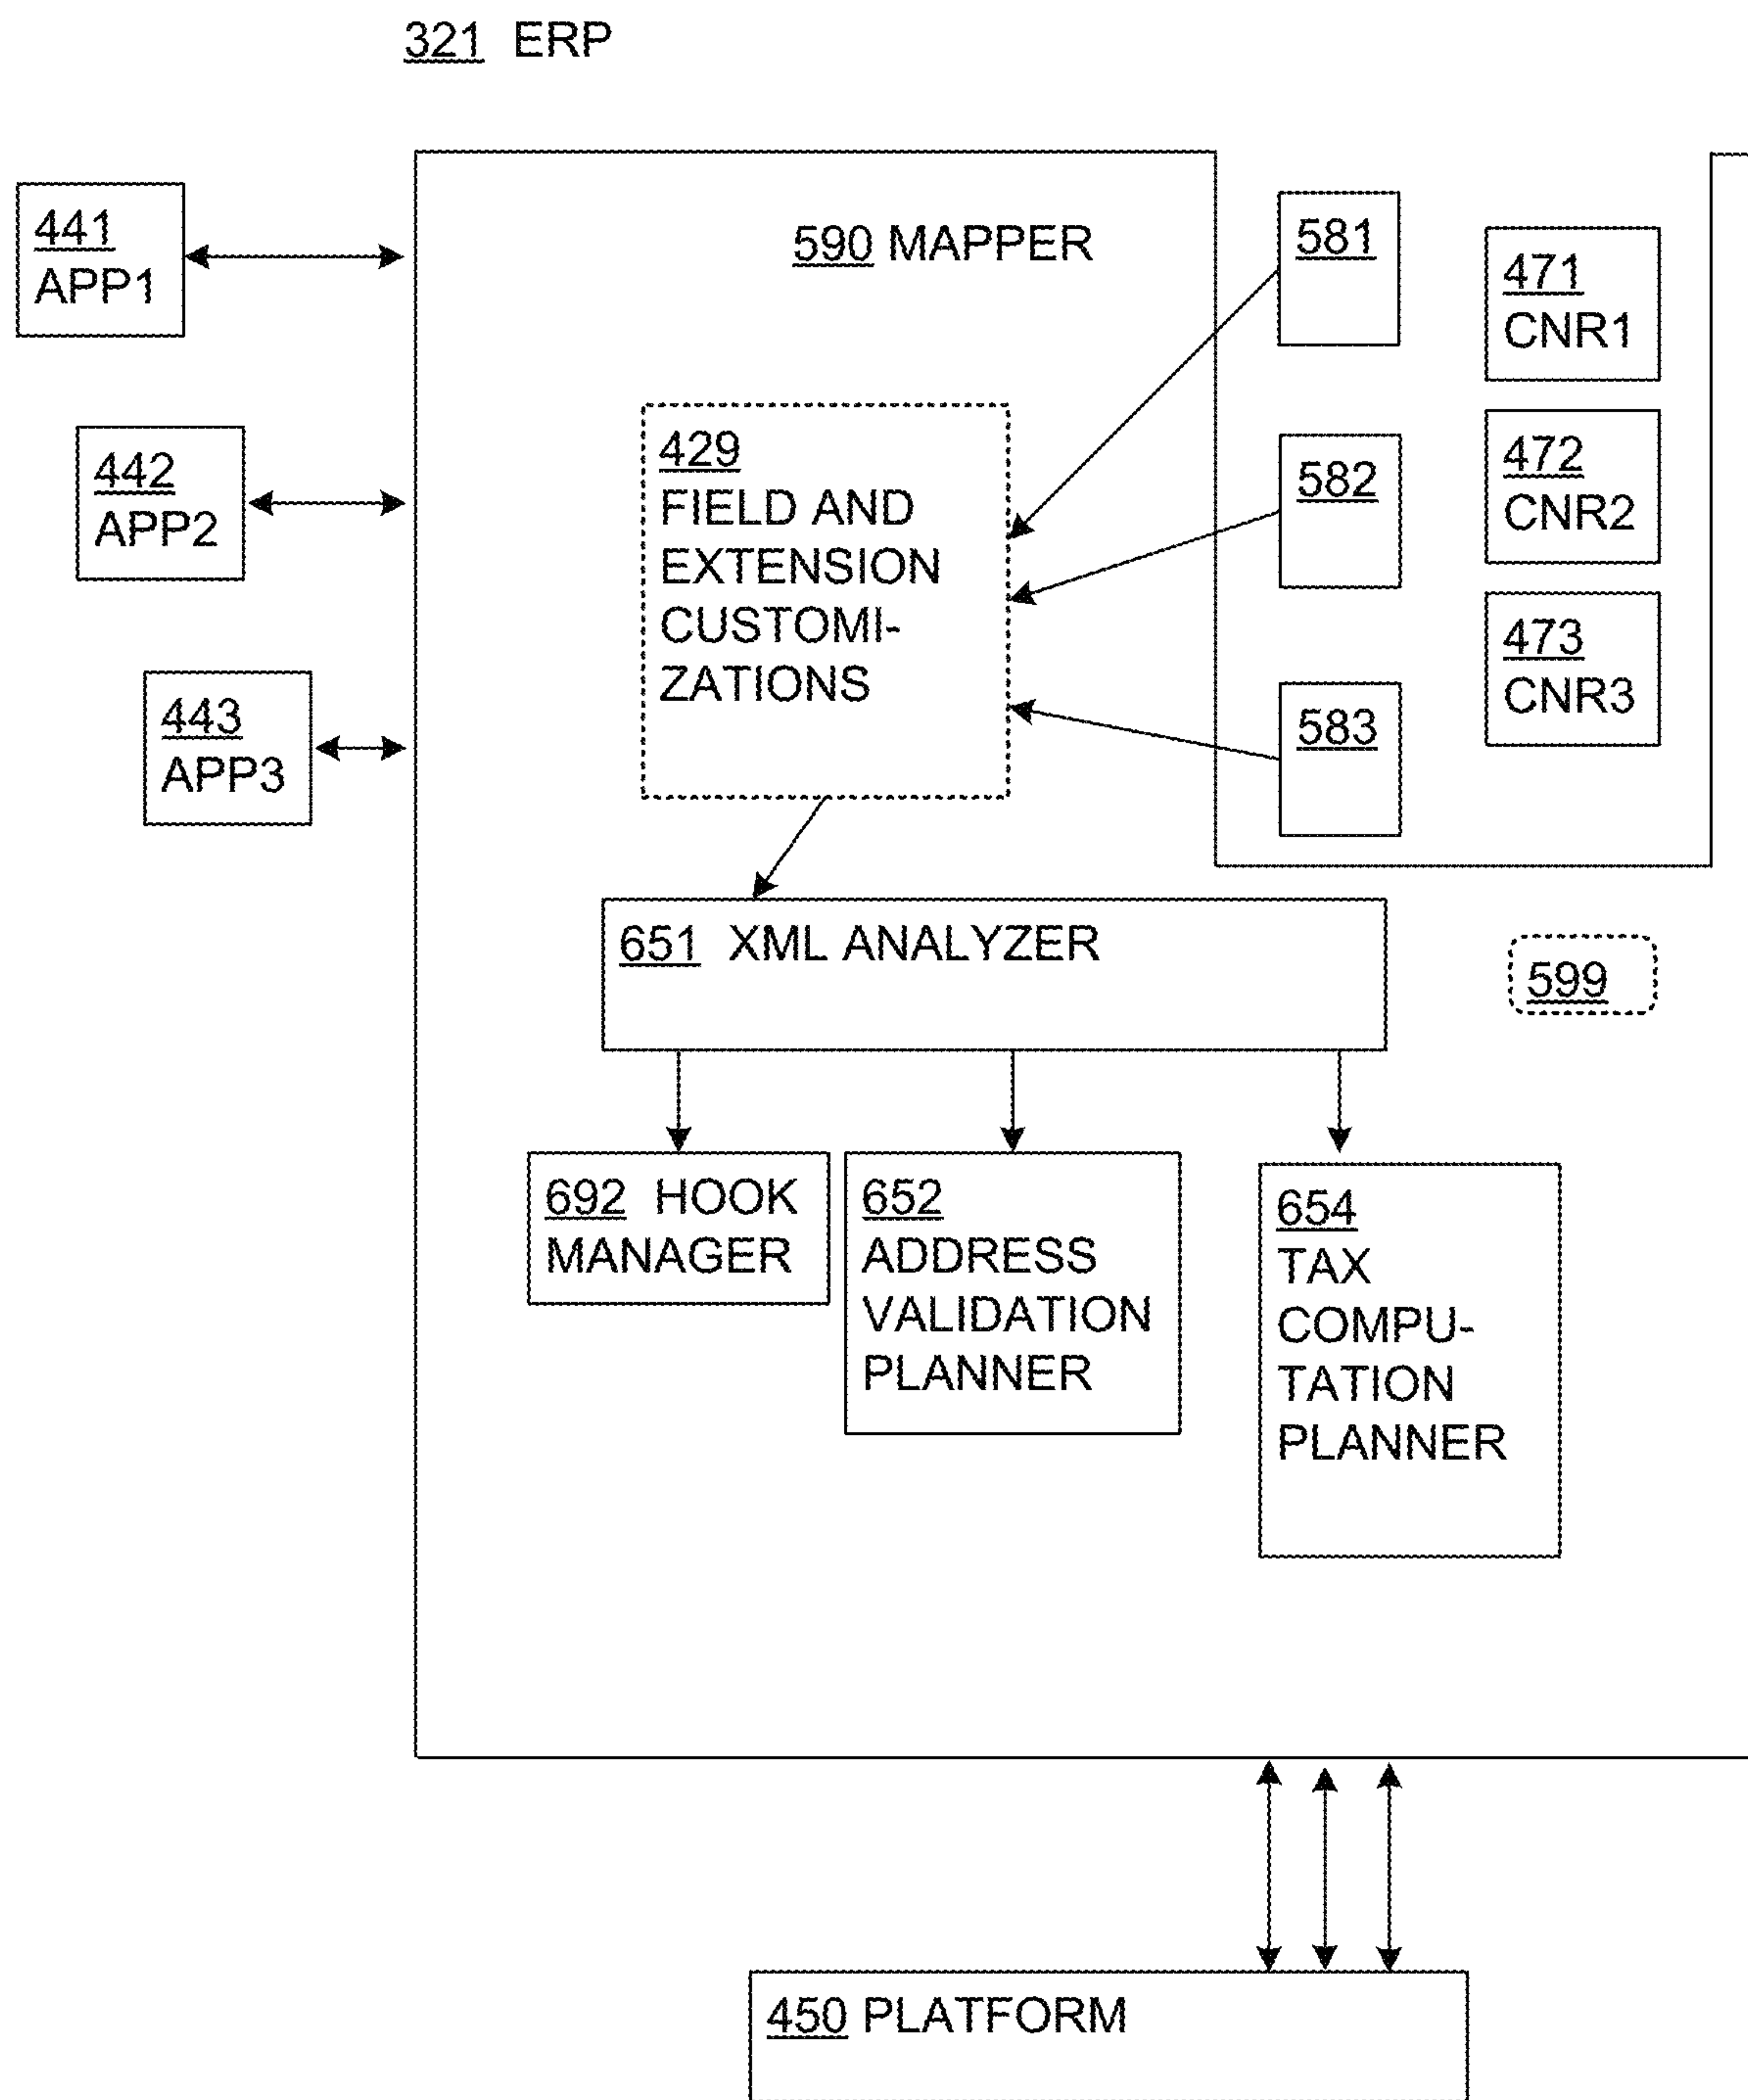 321 ERP
441
APP1
442
APP2
443
APP3
590 MAPPER
429
FIELD AND
EXTENSION
CUSTOMI-
ZATIONS
581
582
583
471
CNR1
472
CNR2
473
CNR3
651 XML ANALYZER
599
692 HOOK
MANAGER
652
ADDRESS
VALIDATION
PLANNER
654
TAX
COMPU-
TATION
PLANNER
450 PLATFORM